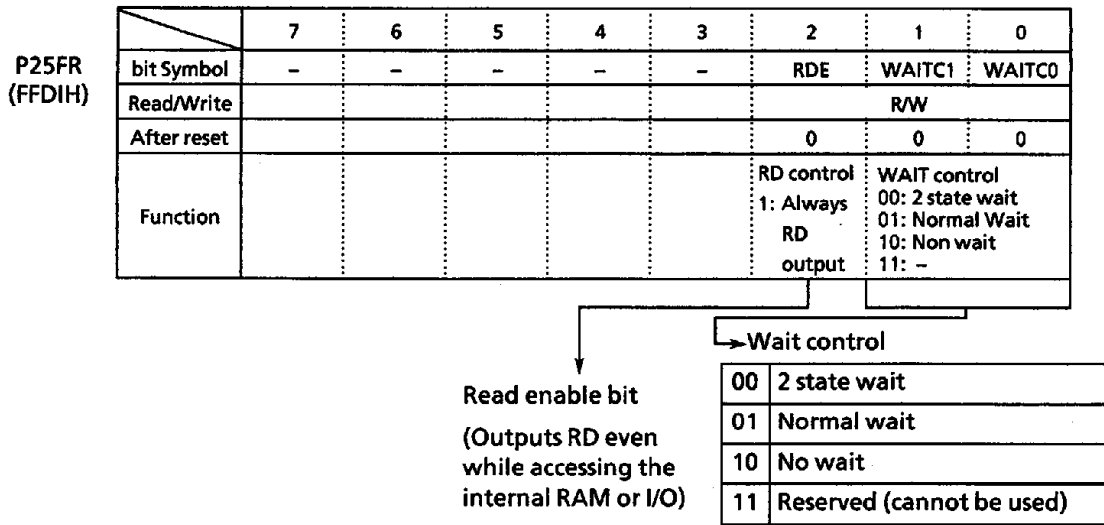 7 6 5 4 3 2 1 0
P25FR
(FFDIH)
bit Symbol – – – – – RDE WAITC1 WAITC0
Read/Write R/W
After reset 0 0 0
Function
RD control
1: Always
RD
output
WAIT control
00: 2 state wait
01: Normal Wait
10: Non wait
11: –
Read enable bit
(Outputs RD even
while accessing the
internal RAM or I/O)
Wait control
00 2 state wait
01 Normal wait
10 No wait
11 Reserved (cannot be used)